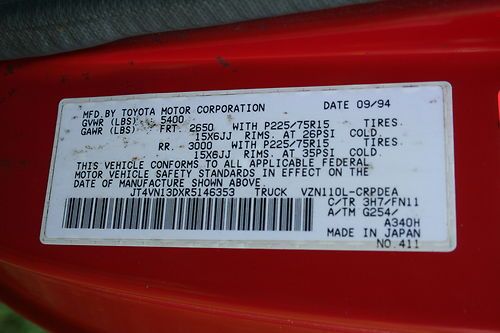 MFD.BY TOYOTA MOTOR CORPORATION DATE 09/94
GVWR (LBS) 5400
GAWR (LBS) FRT. 2650 WITH P225/75R15 TIRES.
15X6JJ RIMS. AT 26PSI COLD.
RR. 3000 WITH P225/75R15 TIRES.
15X6JJ RIMS. AT 35PSI COLD.
THIS VEHICLE CONFORMS TO ALL APPLICABLE FEDERAL
MOTOR VEHICLE SAFETY STANDARDS IN EFFECT ON THE
DATE OF MANUFACTURE SHOWN ABOVE.
JT4VN13DXR5146353 TRUCK VZN110L-CRPDEA
C/TR 3H7/FN11
A/TM G254/
A340H
MADE IN JAPAN
NO.411